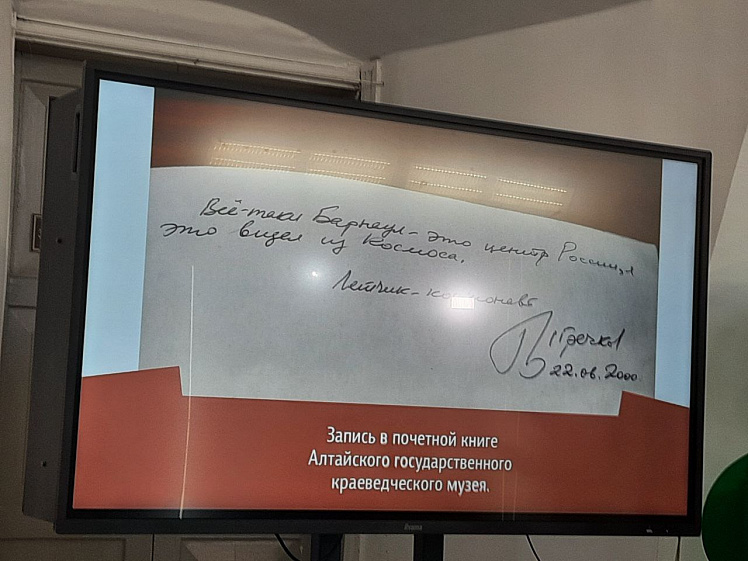 Всё-таки Барнаул - это центр России, я
это видел из Космоса.
Летчик-космонавт
Гречко
22.06.2000
Запись в почетной книге
Алтайского государственного
краеведческого музея.
iiyama